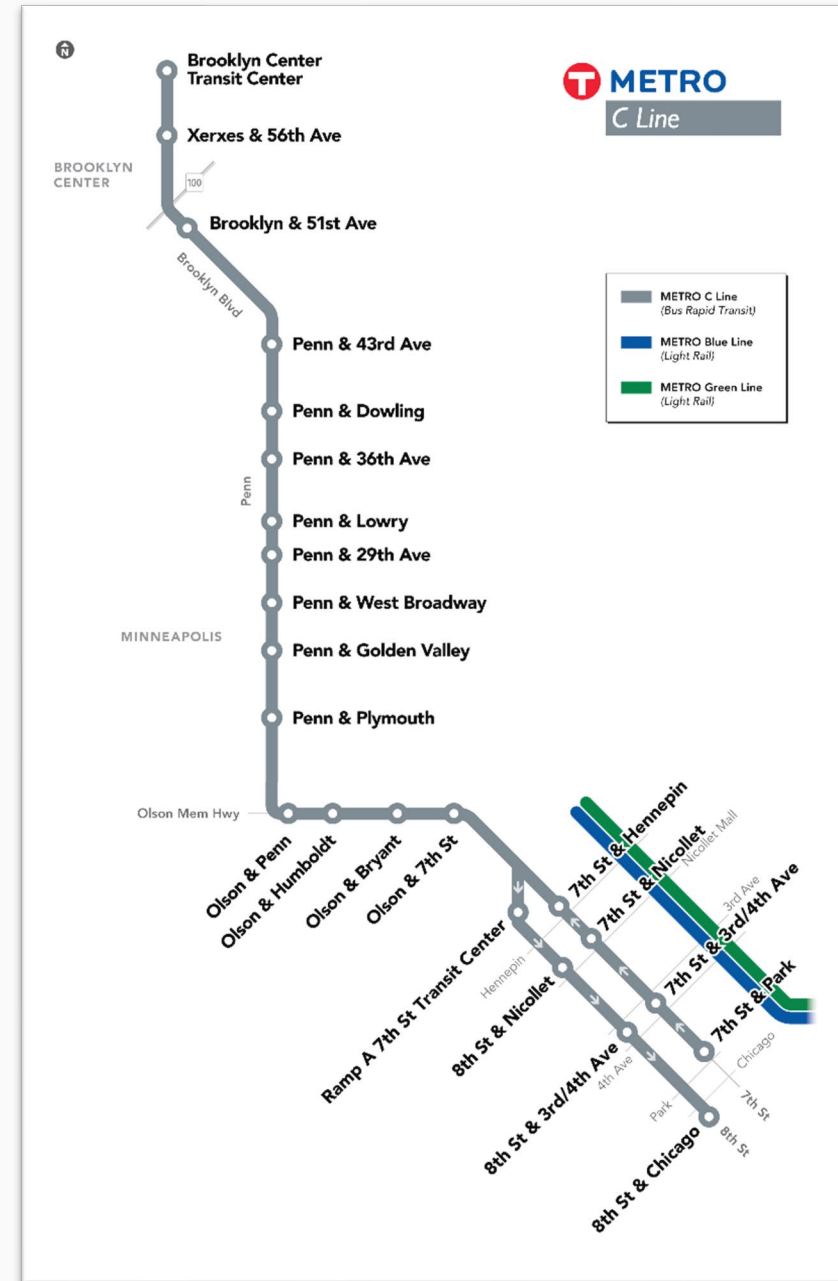 N
Brooklyn Center
Transit Center
T METRO
C Line
Xerxes & 56th Ave
BROOKLYN
CENTER
100
Brooklyn & 51st Ave
Brooklyn Blvd
METRO C Line
(Bus Rapid Transit)
METRO Blue Line
(Light Rail)
METRO Green Line
(Light Rail)
Penn & 43rd Ave
Penn & Dowling
Penn & 36th Ave
Penn
Penn & Lowry
Penn & 29th Ave
Penn & West Broadway
MINNEAPOLIS
Penn & Golden Valley
Penn & Plymouth
Olson Mem Hwy
Olson & Penn
Olson & Humboldt
Olson & Bryant
Olson & 7th St
7th St & Hennepin
7th St & Nicollet
Nicollet Mall
3rd Ave
7th St & 3rd/4th Ave
7th St & Park
Ramp A 7th St Transit Center
Hennepin
8th St & Nicollet
8th St & 3rd/4th Ave
4th Ave
Park
Chicago
7th St
8th St
8th St & Chicago